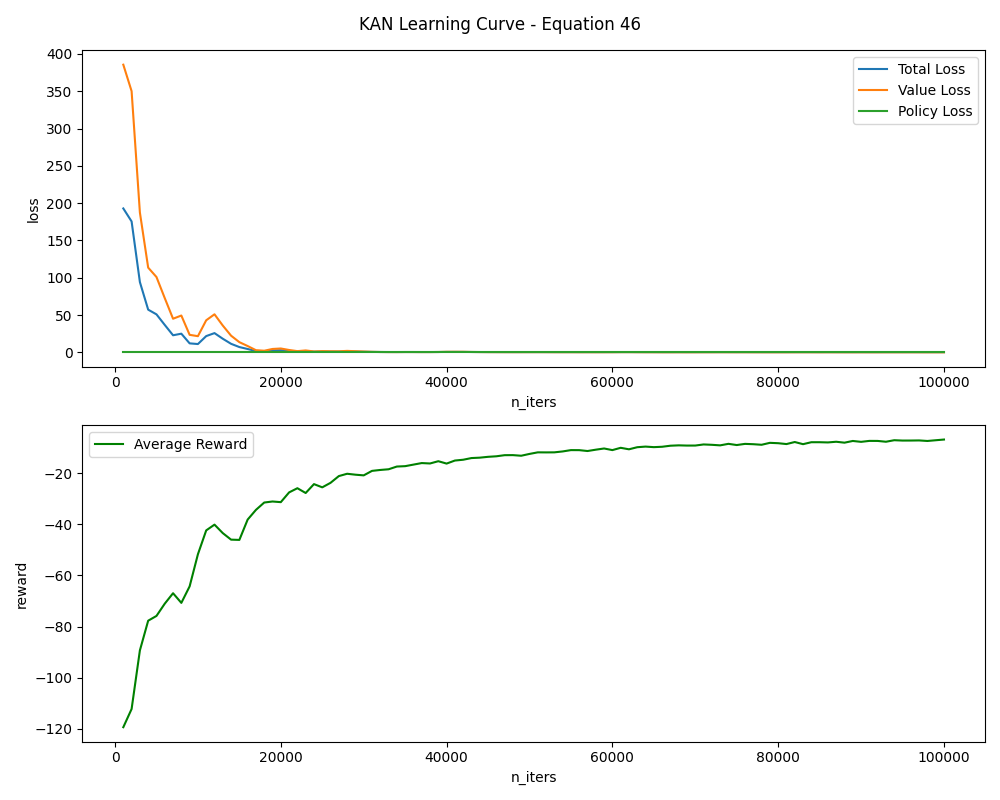 KAN Learning Curve - Equation 46
400
350
300
250
200
150
100
50
0
loss
Total Loss
Value Loss
Policy Loss
0 20000 40000 60000 80000 100000
n_iters
Average Reward
−20
−40
−60
−80
−100
−120
reward
0 20000 40000 60000 80000 100000
n_iters